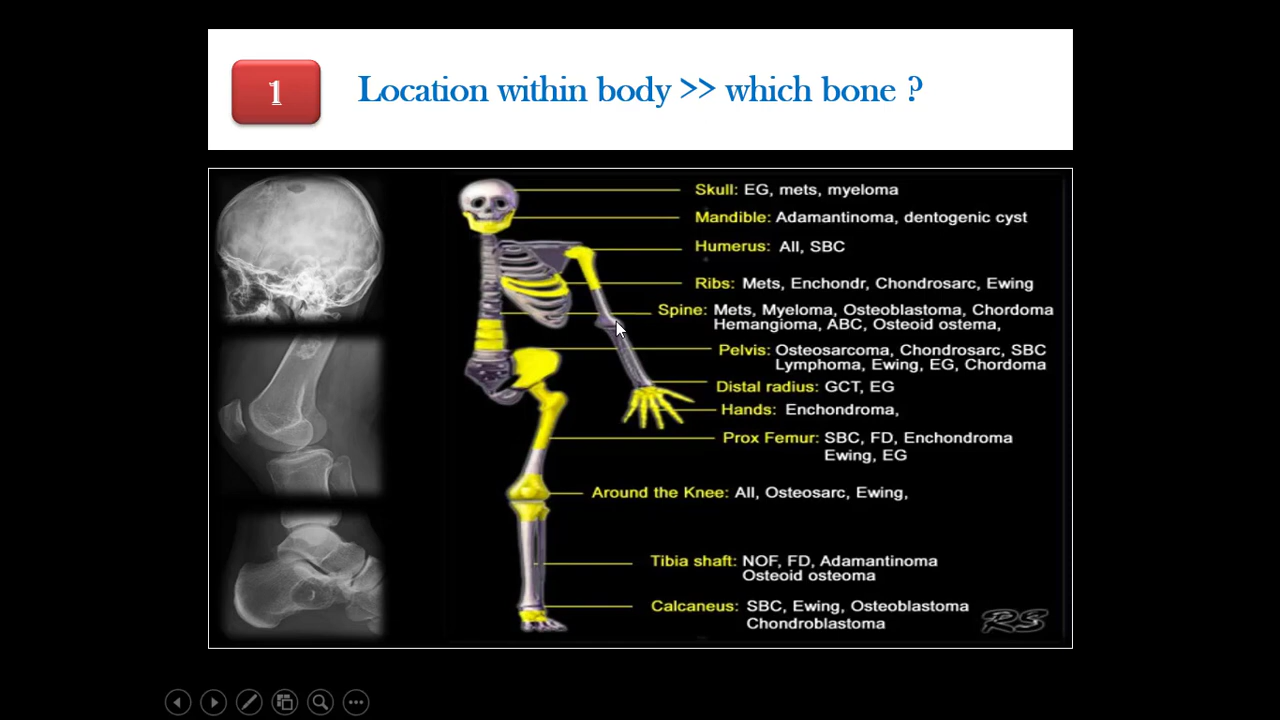 1
Location within body >> which bone ?
Skull: EG, mets, myeloma
Mandible: Adamantinoma, dentogenic cyst
Humerus: All, SBC
Ribs: Mets, Enchondr, Chondrosarc, Ewing
Spine: Mets, Myeloma, Osteoblastoma, Chordoma
Hemangioma, ABC, Osteoid ostema,
Pelvis: Osteosarcoma, Chondrosarc, SBC
Lymphoma, Ewing, EG, Chordoma
Distal radius: GCT, EG
Hands: Enchondroma,
Prox Femur: SBC, FD, Enchondroma
Ewing, EG
Around the Knee: All, Osteosarc, Ewing,
Tibia shaft: NOF, FD, Adamantinoma
Osteoid osteoma
Calcaneus: SBC, Ewing, Osteoblastoma
Chondroblastoma
RS